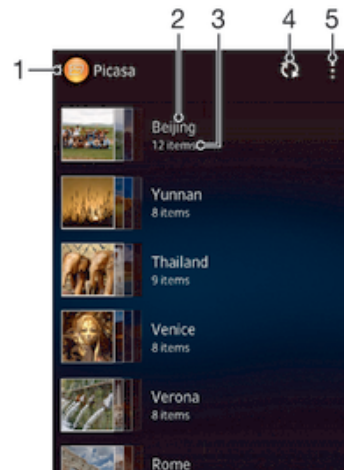 2 3 4 5
1 Picasa
Beijing
12 items
Yunnan
8 items
Thailand
9 items
Venice
8 items
Verona
8 items
Rome